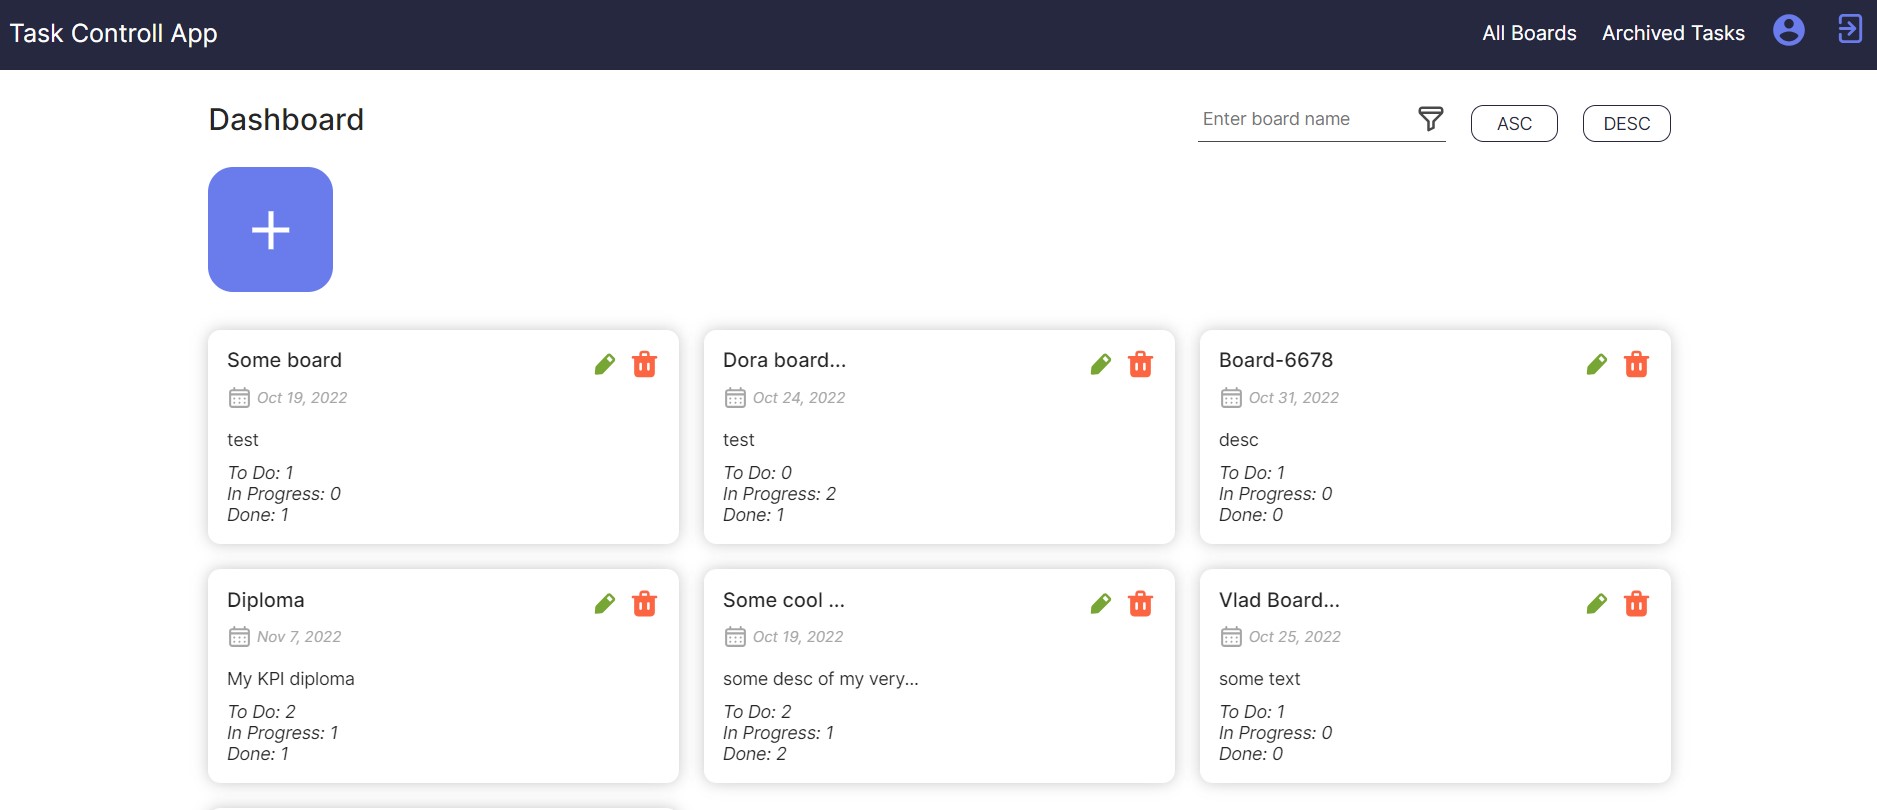 Task Controll App
All Boards
Archived Tasks
Dashboard
Enter board name
ASC
DESC
Some board
Oct 19, 2022
test
To Do: 1
In Progress: 0
Done: 1
Dora board...
Oct 24, 2022
test
To Do: 0
In Progress: 2
Done: 1
Board-6678
Oct 31, 2022
desc
To Do: 1
In Progress: 0
Done: 0
Diploma
Nov 7, 2022
My KPI diploma
To Do: 2
In Progress: 1
Done: 1
Some cool ...
Oct 19, 2022
some desc of my very...
To Do: 2
In Progress: 1
Done: 2
Vlad Board...
Oct 25, 2022
some text
To Do: 1
In Progress: 0
Done: 0